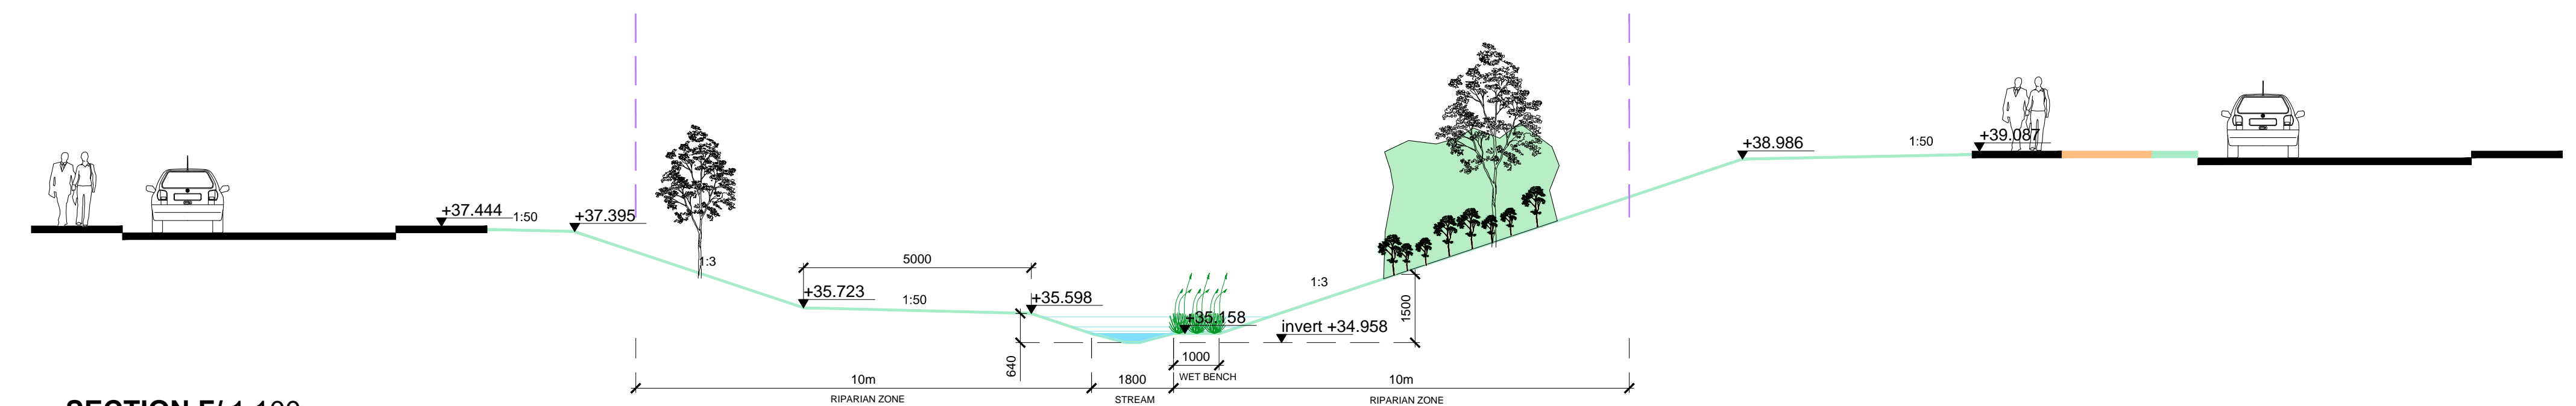 +37.444
1:50
+37.395
1:3
5000
+35.723
1:50
+35.598
640
+35.158
invert +34.958
1:3
1500
+38.986
1:50
+39.087
1000
WET BENCH
10m
1800
10m
RIPARIAN ZONE
STREAM
RIPARIAN ZONE